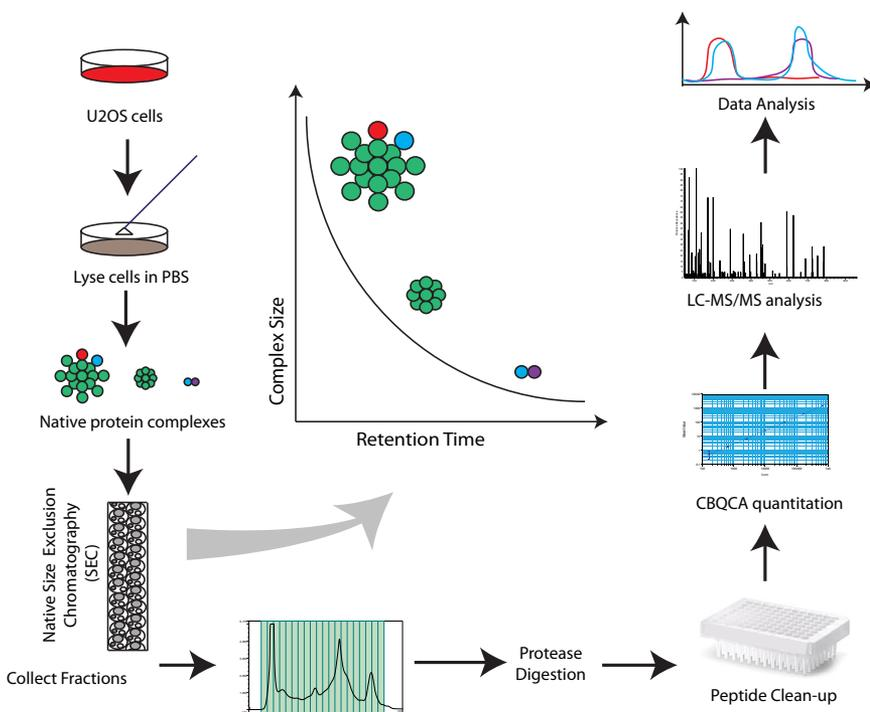 U2OS cells
Lyse cells in PBS
Native protein complexes
Native Size Exclusion
Chromatography
(SEC)
Collect Fractions
Complex Size
Retention Time
Protease
Digestion
Peptide Clean-up
CBQCA quantitation
LC-MS/MS analysis
Data Analysis